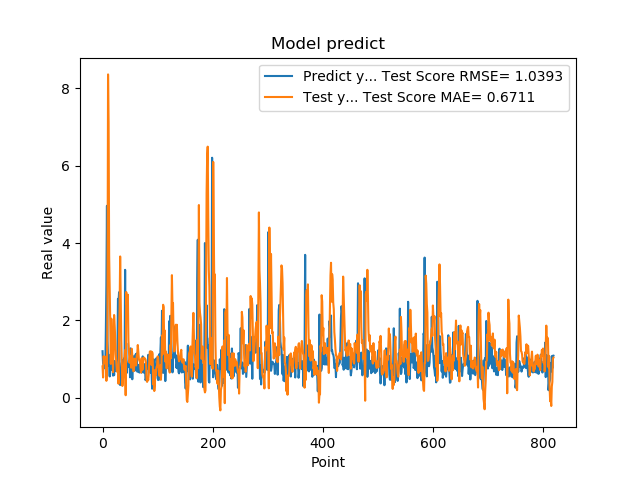 Model predict
Predict y... Test Score RMSE= 1.0393
Test y... Test Score MAE= 0.6711
8
6
4
2
0
Real value
0 200 400 600 800
Point